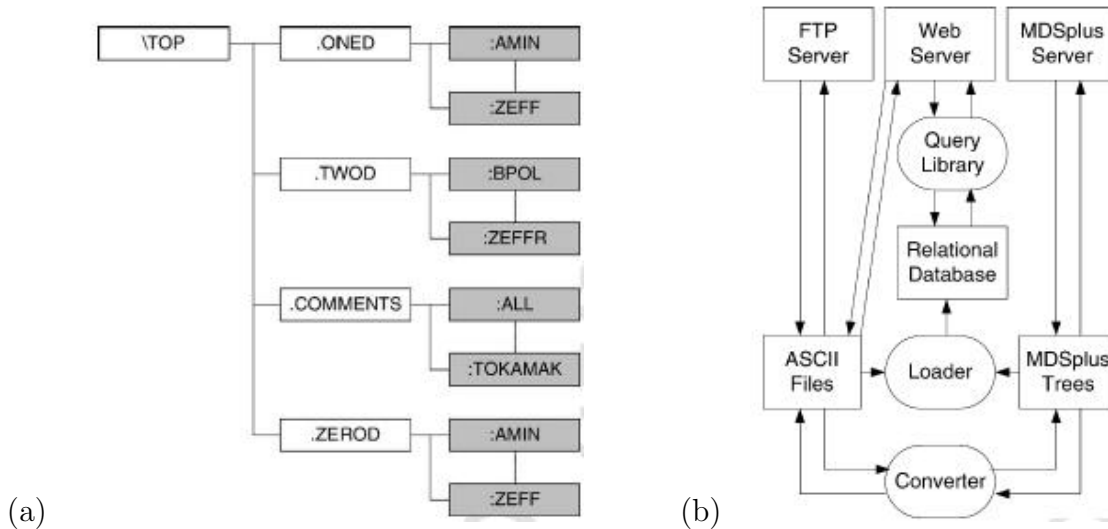 \TOP
.ONED
:AMIN
:ZEFF
.TWOD
:BPOL
:ZEFFR
.COMMENTS
:ALL
:TOKAMAK
.ZEROD
:AMIN
:ZEFF
(a)
FTP
Server
Web
Server
MDSplus
Server
Query
Library
Relational
Database
ASCII
Files
Loader
MDSplus
Trees
Converter
(b)